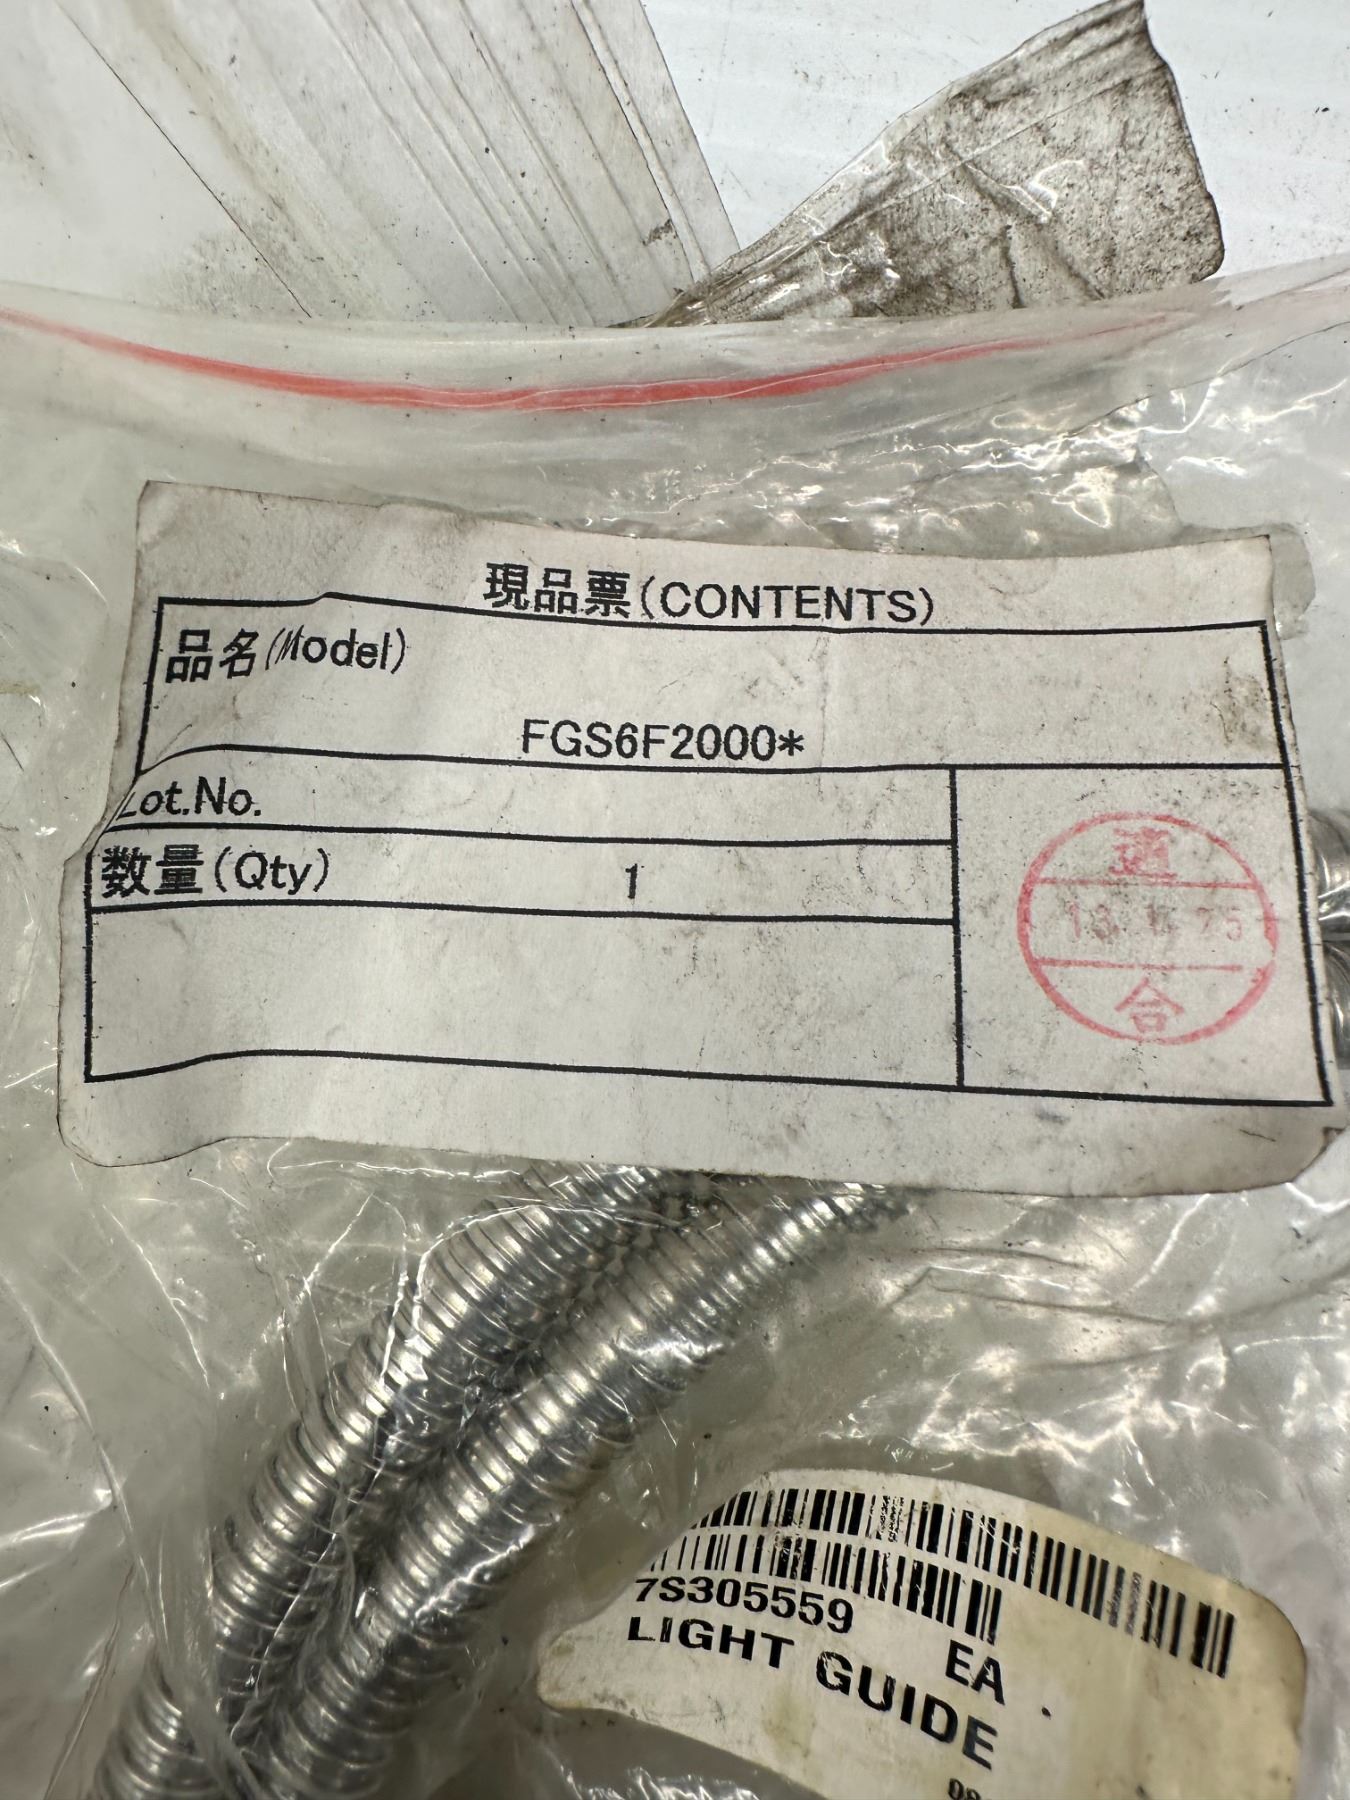 現品票(CONTENTS)
品名(Model)
FGS6F2000*
Lot.No.
数量(Qty) 1
適
合
7S305559 EA
LIGHT GUIDE